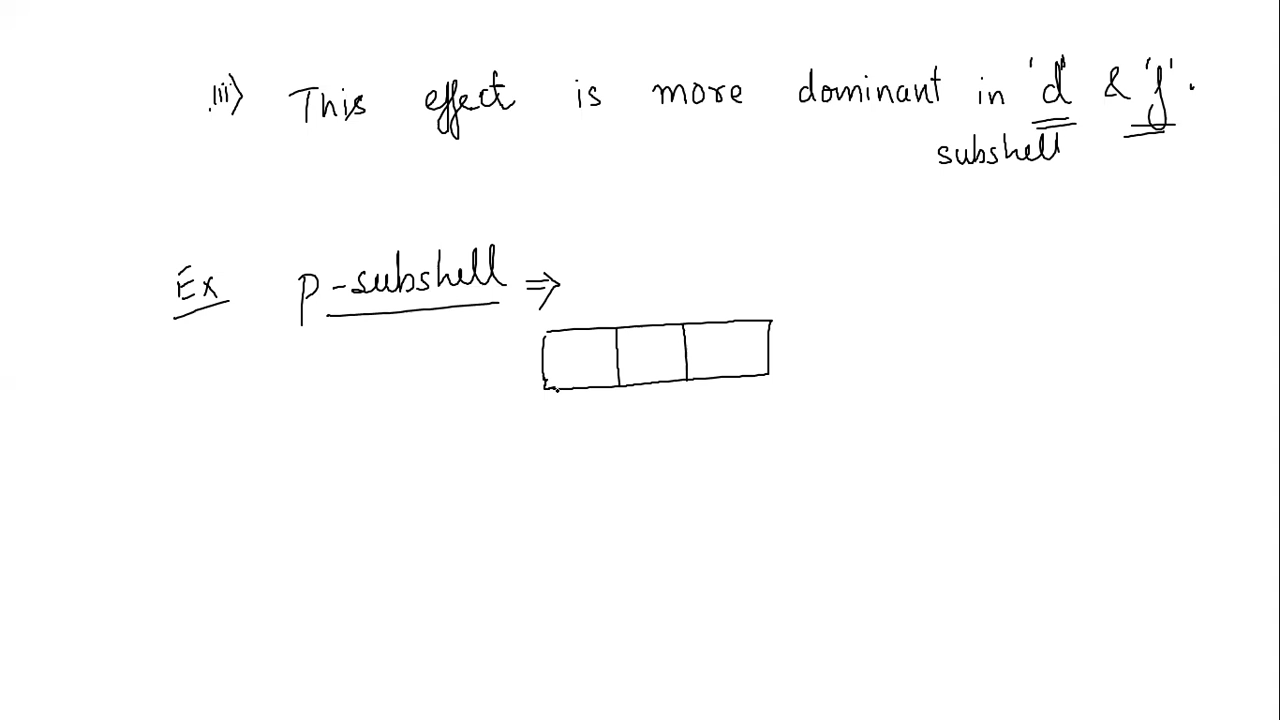 iii) This effect is more dominant in 'd' & 'f'.
subshell
Ex p-subshell ⇒